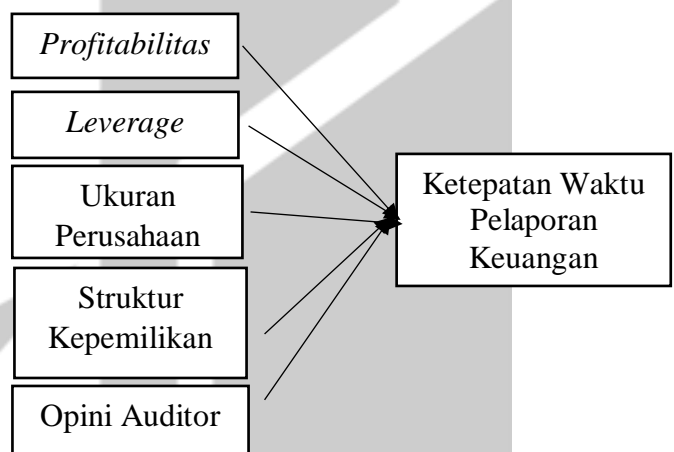 Profitabilitas
Leverage
Ukuran
Perusahaan
Struktur
Kepemilikan
Opini Auditor
Ketepatan Waktu
Pelaporan
Keuangan